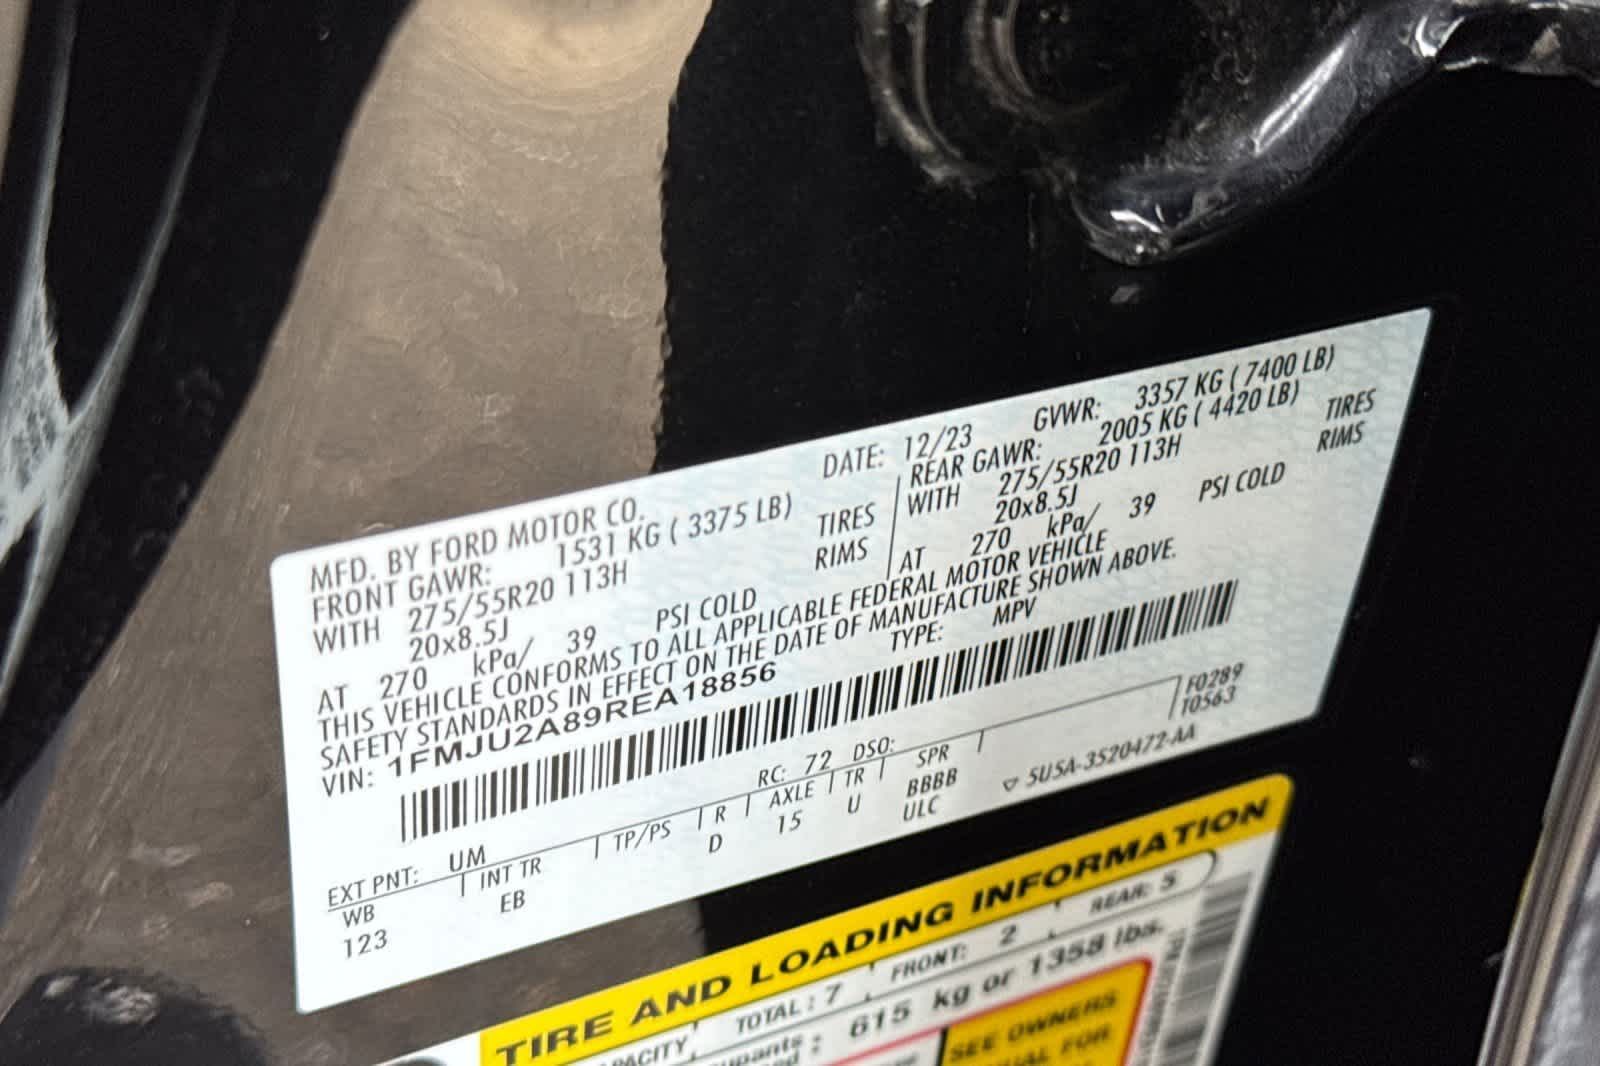 MFD. BY FORD MOTOR CO.
DATE: 12/23
GVWR: 3357 KG ( 7400 LB)
FRONT GAWR: 1531 KG ( 3375 LB)
REAR GAWR: 2005 KG ( 4420 LB)
WITH 275/55R20 113H TIRES
WITH 275/55R20 113H TIRES
20x8.5J RIMS
20x8.5J RIMS
AT 270 kPa/ 39 PSI COLD
AT 270 kPa/ 39 PSI COLD
THIS VEHICLE CONFORMS TO ALL APPLICABLE FEDERAL MOTOR VEHICLE
SAFETY STANDARDS IN EFFECT ON THE DATE OF MANUFACTURE SHOWN ABOVE.
VIN: 1FMJU2A89REA18856
TYPE: MPV
F0289
T0563
EXT PNT: UM RC: 72 DSO:
WB INT TR TP/PS R AXLE TR SPR
123 EB D 15 U BBBB
ULC
5U5A-3520472-AA
TIRE AND LOADING INFORMATION
TOTAL: 7 FRONT: 2 REAR: 5
615 kg or 1358 lbs.
SEE OWNERS
FOR